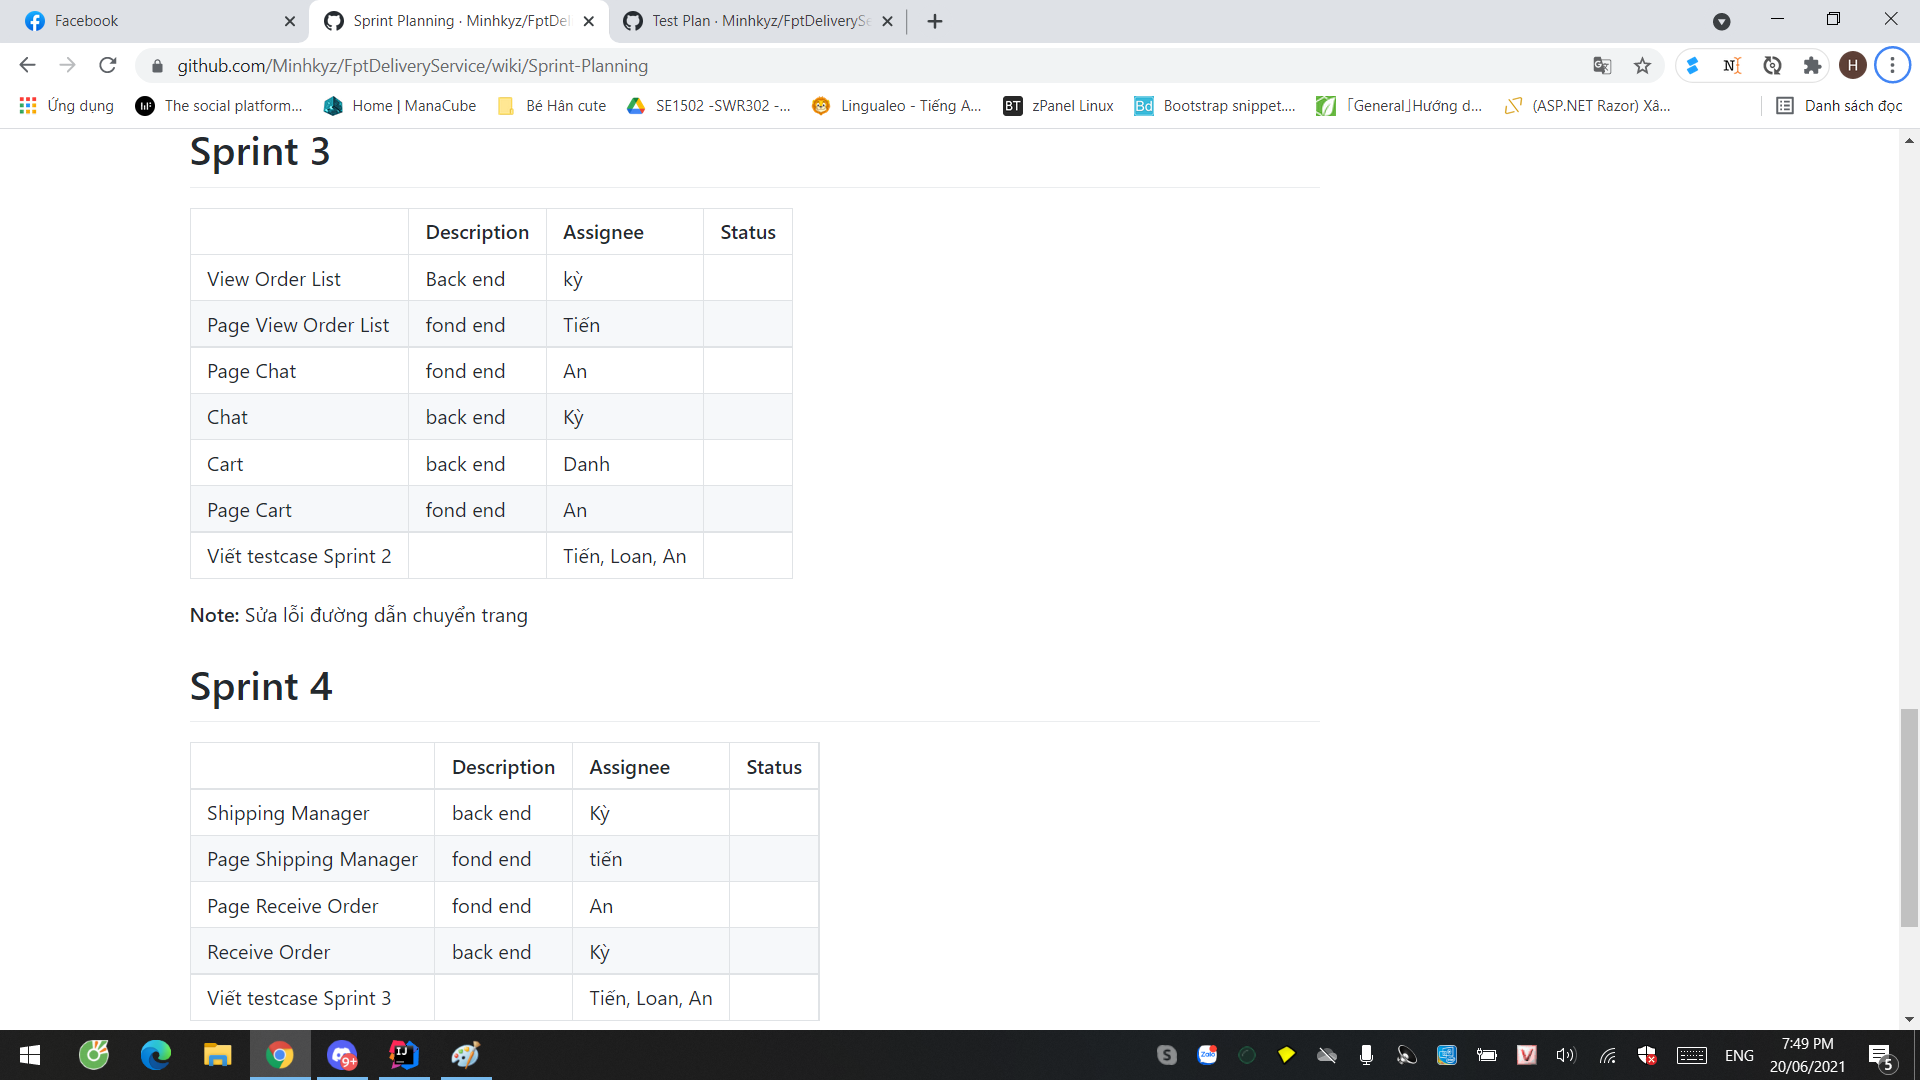 Facebook
Sprint Planning · Minhkyz/FptDel
Test Plan · Minhkyz/FptDeliverySe
github.com/Minhkyz/FptDeliveryService/wiki/Sprint-Planning
H
Ứng dụng
The social platform...
Home | ManaCube
Bé Hân cute
SE1502 -SWR302 -...
Lingualeo - Tiếng A...
BT zPanel Linux
Bd Bootstrap snippet....
「General」Hướng d...
(ASP.NET Razor) Xâ...
Danh sách đọc
Sprint 3
Description Assignee Status
View Order List Back end kỳ
Page View Order List fond end Tiến
Page Chat fond end An
Chat back end Kỳ
Cart back end Danh
Page Cart fond end An
Viết testcase Sprint 2 Tiến, Loan, An
Note: Sửa lỗi đường dẫn chuyển trang
Sprint 4
Description Assignee Status
Shipping Manager back end Kỳ
Page Shipping Manager fond end tiến
Page Receive Order fond end An
Receive Order back end Kỳ
Viết testcase Sprint 3 Tiến, Loan, An
9+
IJ
S
Zalo
V
ENG
7:49 PM
20/06/2021
5